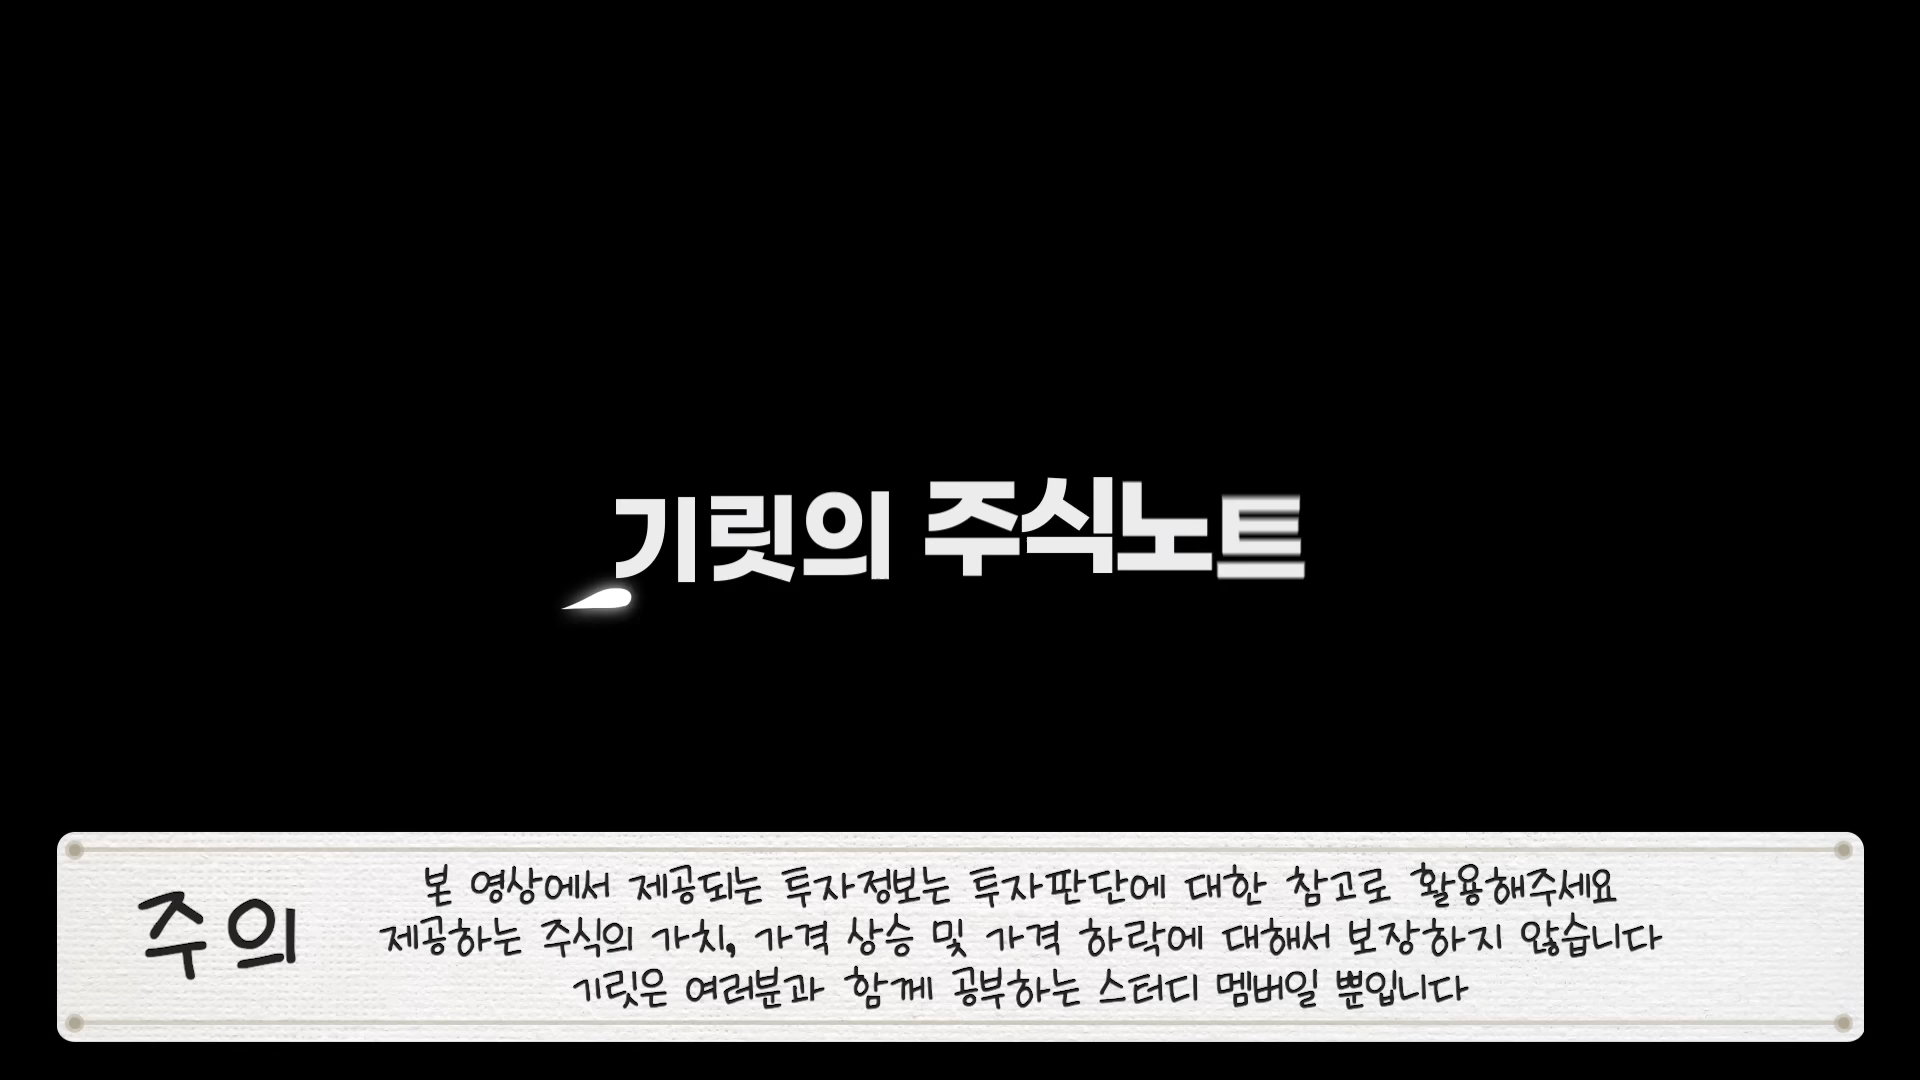 기릿의 주식노트
주의
본 영상에서 제공되는 투자정보는 투자판단에 대한 참고로 활용해주세요
제공하는 주식의 가치, 가격 상승 및 가격 하락에 대해서 보장하지 않습니다
기릿은 여러분과 함께 공부하는 스터디 멤버일 뿐입니다